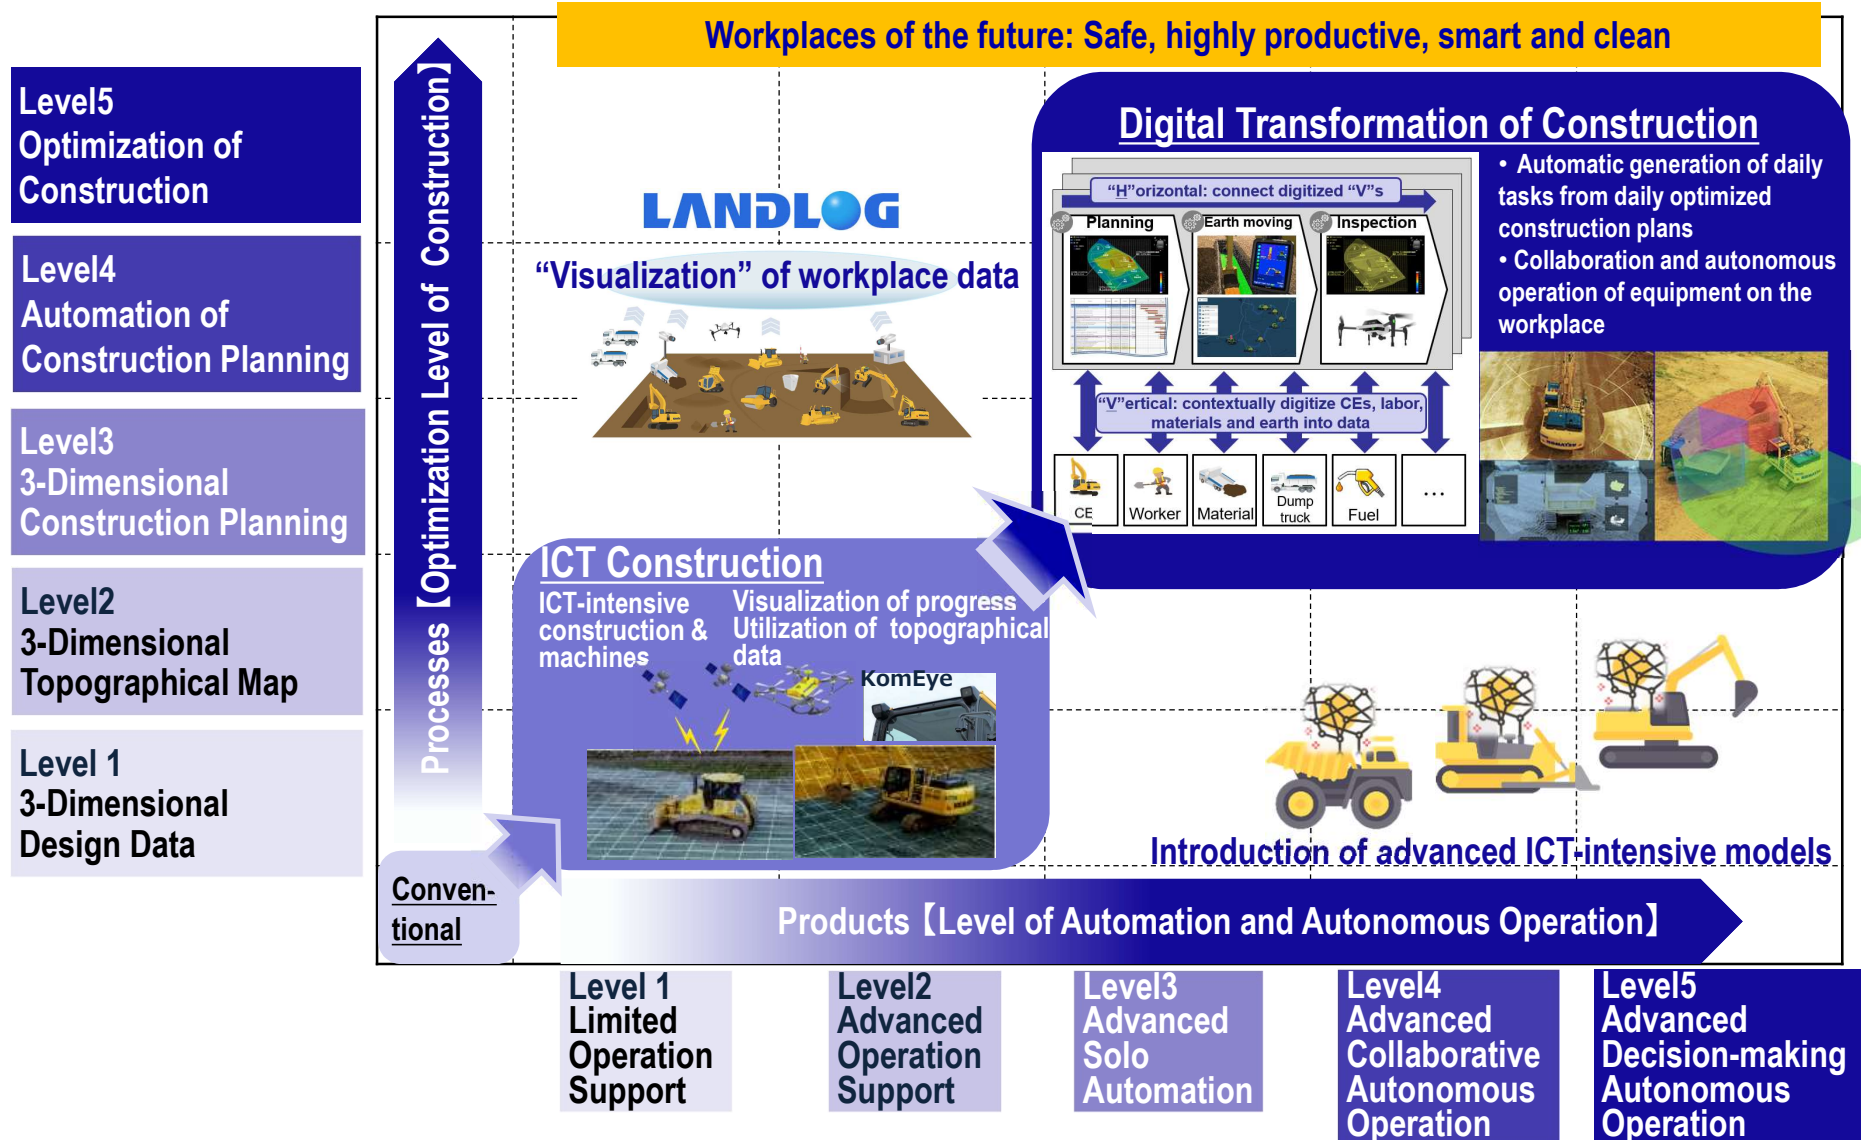 Workplaces of the future: Safe, highly productive, smart and clean
Level5
Optimization of
Construction
Level4
Automation of
Construction Planning
Level3
3-Dimensional
Construction Planning
Level2
3-Dimensional
Topographical Map
Level 1
3-Dimensional
Design Data
Processes【Optimization Level of Construction】
LANDLOG
“Visualization” of workplace data
Digital Transformation of Construction
“H”orizontal: connect digitized “V”s
Planning
Earth moving
Inspection
“V”ertical: contextually digitize CEs, labor,
materials and earth into data
CE
Worker
Material
Dump
truck
Fuel
…
• Automatic generation of daily
tasks from daily optimized
construction plans
• Collaboration and autonomous
operation of equipment on the
workplace
ICT Construction
ICT-intensive
construction &
machines
Visualization of progress
Utilization of topographical
data
KomEye
Introduction of advanced ICT-intensive models
Conven-
tional
Products【Level of Automation and Autonomous Operation】
Level 1
Limited
Operation
Support
Level2
Advanced
Operation
Support
Level3
Advanced
Solo
Automation
Level4
Advanced
Collaborative
Autonomous
Operation
Level5
Advanced
Decision-making
Autonomous
Operation